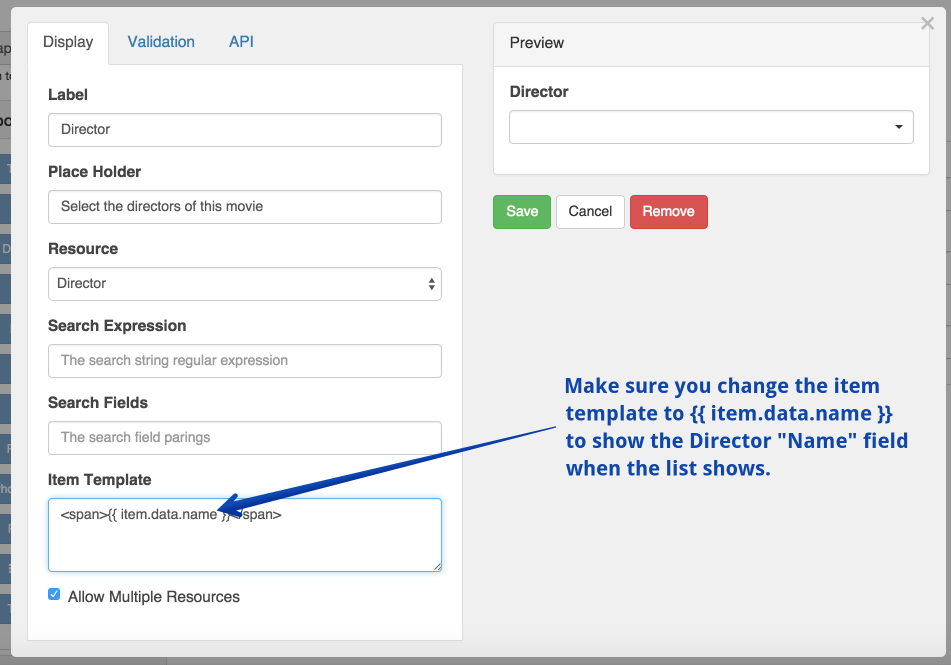 Display Validation API
Label
Director
Place Holder
Select the directors of this movie
Resource
Director
Search Expression
The search string regular expression
Search Fields
The search field parings
Item Template
<span>{{ item.data.name }}</span>
Allow Multiple Resources
×
Preview
Director
Save Cancel Remove
Make sure you change the item
template to {{ item.data.name }}
to show the Director "Name" field
when the list shows.